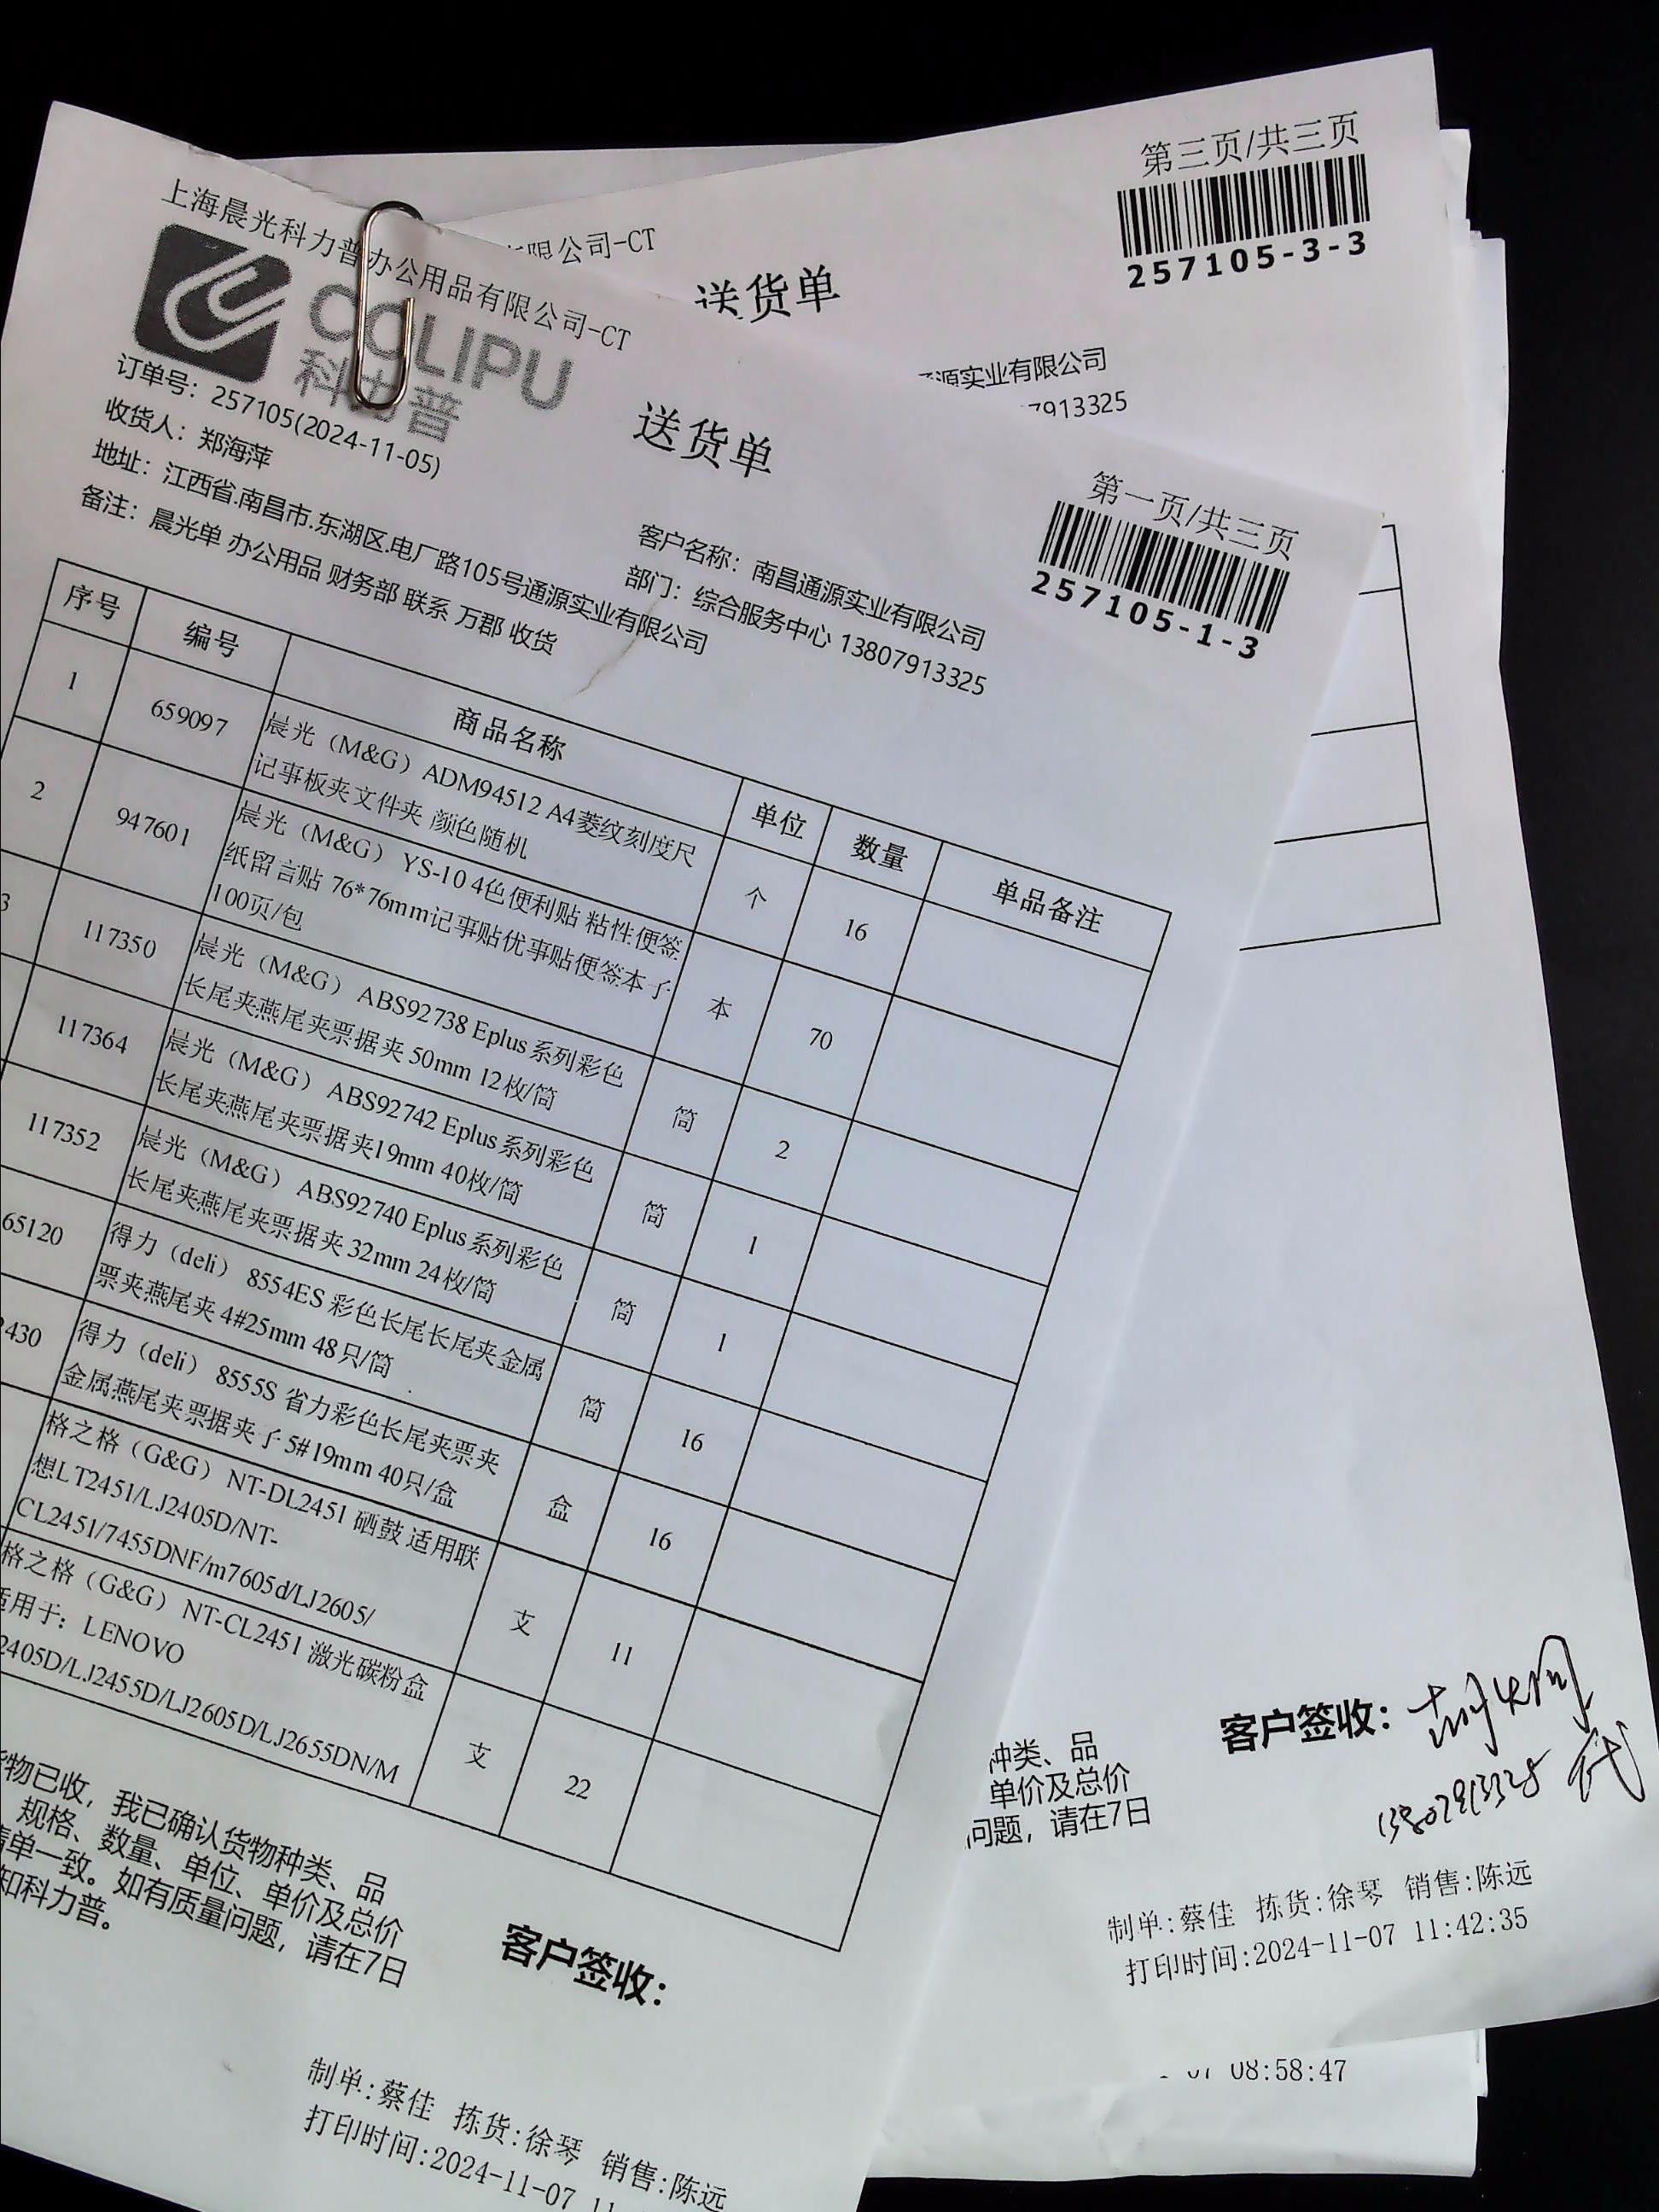 第三页/共三页
257105-3-3
限公司-CT
送货单
源实业有限公司
7913325
上海晨光科力普办公用品有限公司-CT
COLIPU
科力普
送货单
第一页/共三页
257105-1-3
订单号：257105(2024-11-05)
收货人：郑海萍
客户名称：南昌通源实业有限公司
地址：江西省.南昌市.东湖区.电厂路105号通源实业有限公司
部门：综合服务中心 13807913325
备注：晨光单 办公用品 财务部 联系 万郡 收货
序号 编号 商品名称 单位 数量 单品备注
1 659097 晨光（M&G）ADM94512 A4菱纹刻度尺
记事板夹文件夹 颜色随机 个 16
2 947601 晨光（M&G）YS-10 4色便利贴 粘性便签
纸留言贴 76*76mm记事贴优事贴便签本子
100页/包 本 70
3 117350 晨光（M&G）ABS92738 Eplus系列彩色
长尾夹燕尾夹票据夹 50mm 12枚/筒 筒 2
117364 晨光（M&G）ABS92742 Eplus系列彩色
长尾夹燕尾夹票据夹19mm 40枚/筒 筒 1
117352 晨光（M&G）ABS92740 Eplus系列彩色
长尾夹燕尾夹票据夹 32mm 24枚/筒 筒 1
65120 得力（deli）8554ES 彩色长尾长尾夹金属
票夹燕尾夹 4#25mm 48只/筒 筒 16
430 得力（deli）8555S 省力彩色长尾夹票夹
金属燕尾夹票据夹子 5#19mm 40只/盒 盒 16
格之格（G&G）NT-DL2451 硒鼓 适用联
想LT2451/LJ2405D/NT-
CL2451/7455DNF/m7605d/LJ2605/ 支 11
格之格（G&G）NT-CL2451 激光碳粉盒
适用于：LENOVO
2405D/LJ2455D/LJ2605D/LJ2655DN/M 支 22
物已收，我已确认货物种类、品
规格、数量、单位、单价及总价
清单一致。如有质量问题，请在7日
知科力普。
客户签收：
制单:蔡佳 拣货:徐琴 销售:陈远
打印时间:2024-11-07 11
种类、品
单价及总价
问题，请在7日
客户签收：
代
13807913325
制单:蔡佳 拣货:徐琴 销售:陈远
打印时间:2024-11-07 11:42:35
07 08:58:47